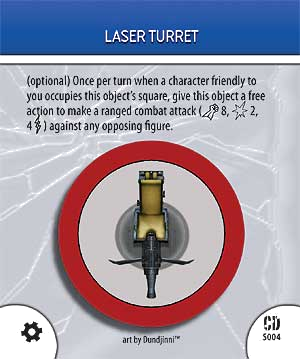 LASER TURRET
(optional) Once per turn when a character friendly to
you occupies this object's square, give this object a free
action to make a ranged combat attack ( 8, 2,
4 ) against any opposing figure.
art by Dundjinni™
CD
S004